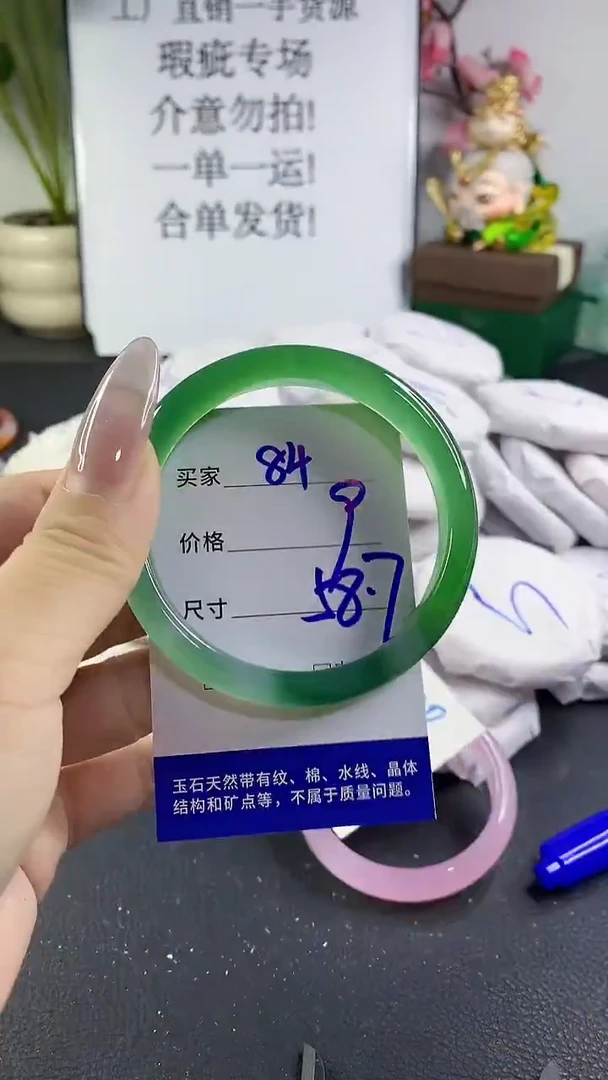 工厂直销一手货源
瑕疵专场
介意勿拍!
一单一运!
合单发货!
买家 84
价格 9
尺寸 58.7
玉石天然带有纹、棉、水线、晶体
结构和矿点等，不属于质量问题。